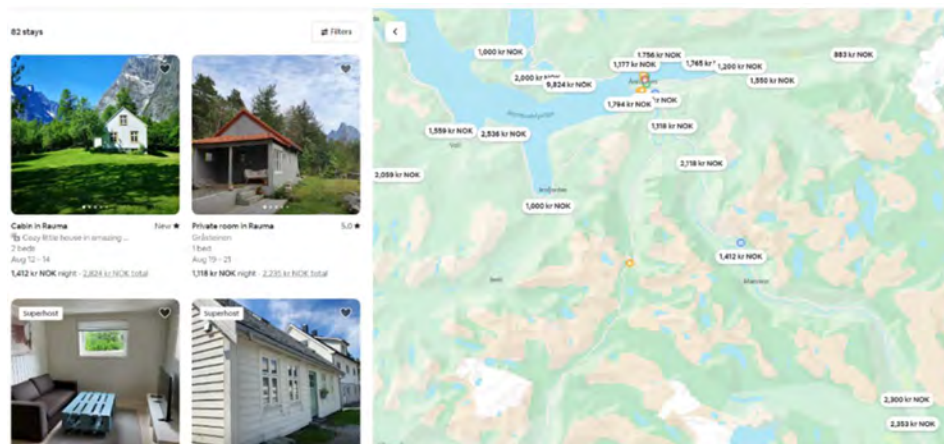 82 stays
Filters
Cabin in Rauma
New ★
Cozy little house in amazing ...
2 beds
Aug 12 - 14
1,412 kr NOK night · 2,824 kr NOK total
Private room in Rauma
5.0 ★
Gråsteinen
1 bed
Aug 19 - 21
1,118 kr NOK night · 2,235 kr NOK total
Superhost
Superhost
1,000 kr NOK
1,756 kr NOK
883 kr NOK
1,177 kr NOK
1,765 kr
1,200 kr NOK
2,000 kr NOK
9,824 kr NOK
1,550 kr NOK
1,764 kr
kr NOK
1,559 kr NOK
2,536 kr NOK
1,118 kr NOK
2,118 kr NOK
2,059 kr NOK
1,000 kr NOK
1,412 kr NOK
2,300 kr NOK
2,353 kr NOK